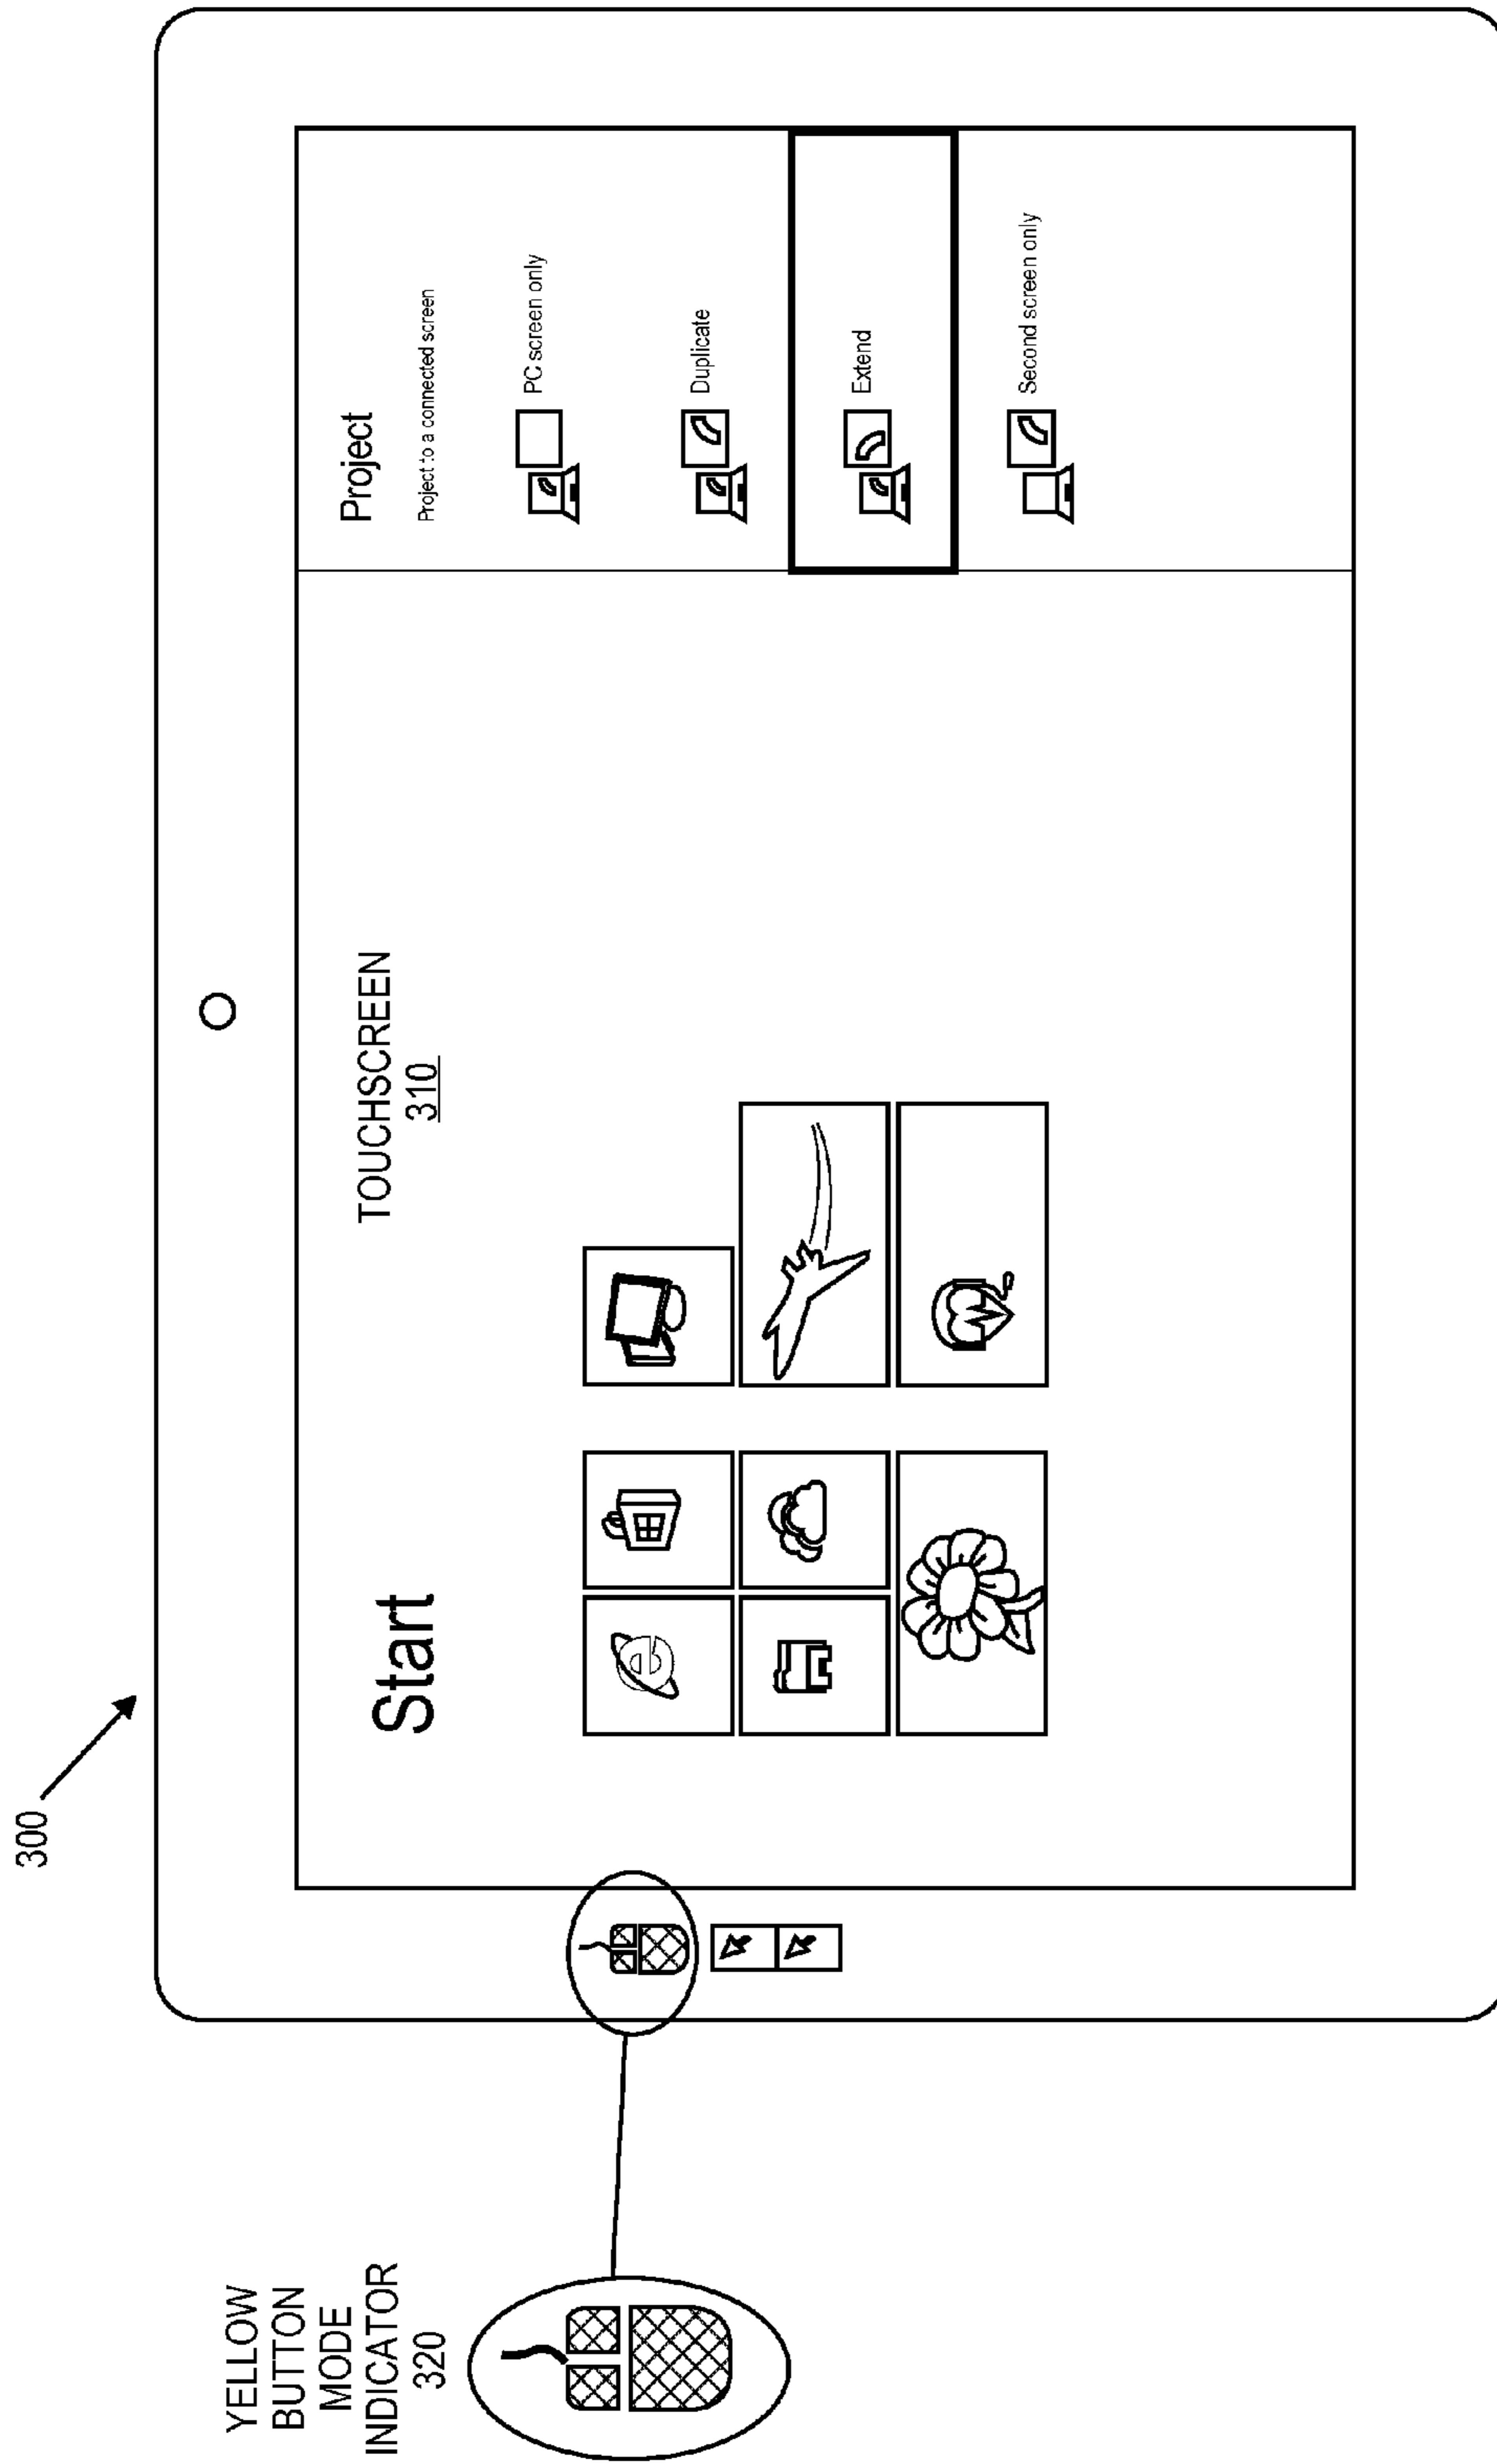 300
TOUCHSCREEN
310
Start
Project
Project to a connected screen
PC screen only
Duplicate
Extend
Second screen only
e
YELLOW
BUTTON
MODE
INDICATOR
320